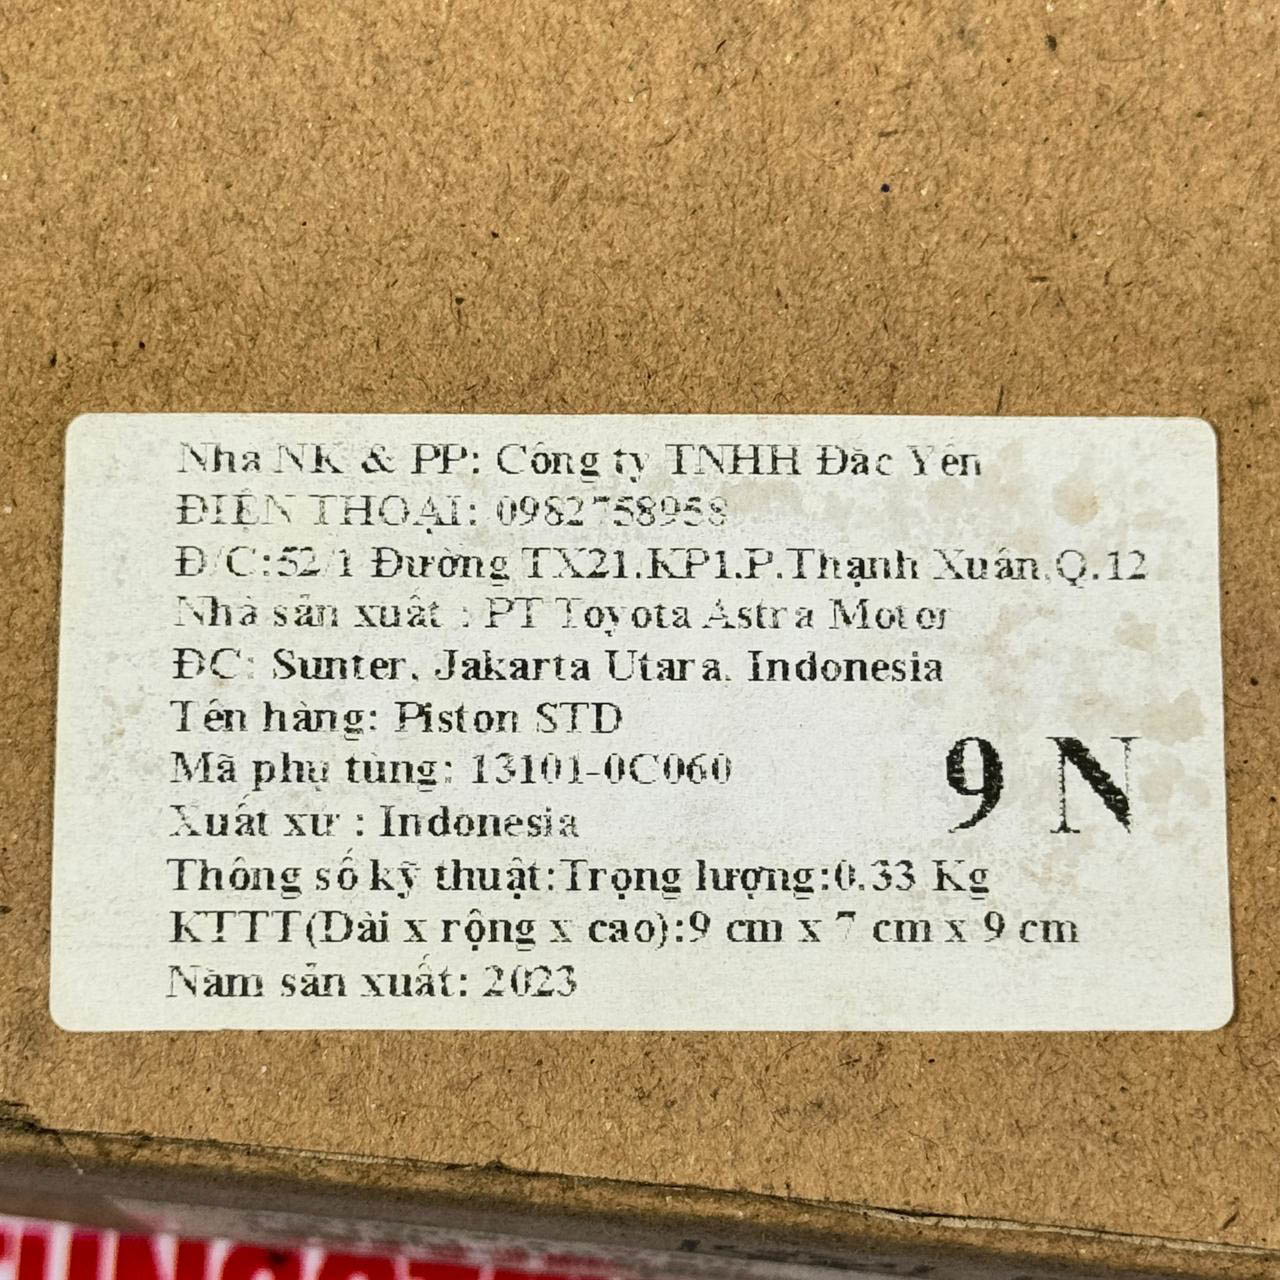 Nhà NK & PP: Công ty TNHH Đắc Yến
ĐIỆN THOẠI: 0982758958
Đ/C:52/1 Đường TX21.KP1.P.Thạnh Xuân.Q.12
Nhà sản xuất : PT Toyota Astra Motor
ĐC: Sunter, Jakarta Utara. Indonesia
Tên hàng: Piston STD
Mã phụ tùng: 13101-0C060
9 N
Xuất xứ : Indonesia
Thông số kỹ thuật:Trọng lượng:0.33 Kg
KTTT(Dài x rộng x cao):9 cm x 7 cm x 9 cm
Năm sản xuất: 2023